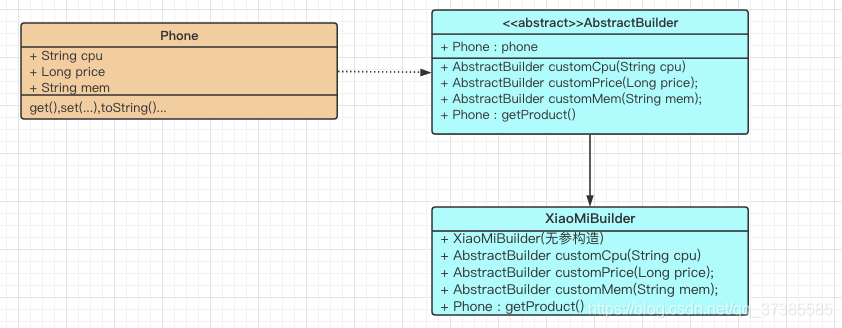 Phone
+ String cpu
+ Long price
+ String mem
get(),set(...),toString()...
<<abstract>>AbstractBuilder
+ Phone : phone
+ AbstractBuilder customCpu(String cpu)
+ AbstractBuilder customPrice(Long price);
+ AbstractBuilder customMem(String mem);
+ Phone : getProduct()
XiaoMiBuilder
+ XiaoMiBuilder(无参构造)
+ AbstractBuilder customCpu(String cpu)
+ AbstractBuilder customPrice(Long price);
+ AbstractBuilder customMem(String mem);
+ Phone : getProduct()
https://blog.csdn.net/qq_37385585